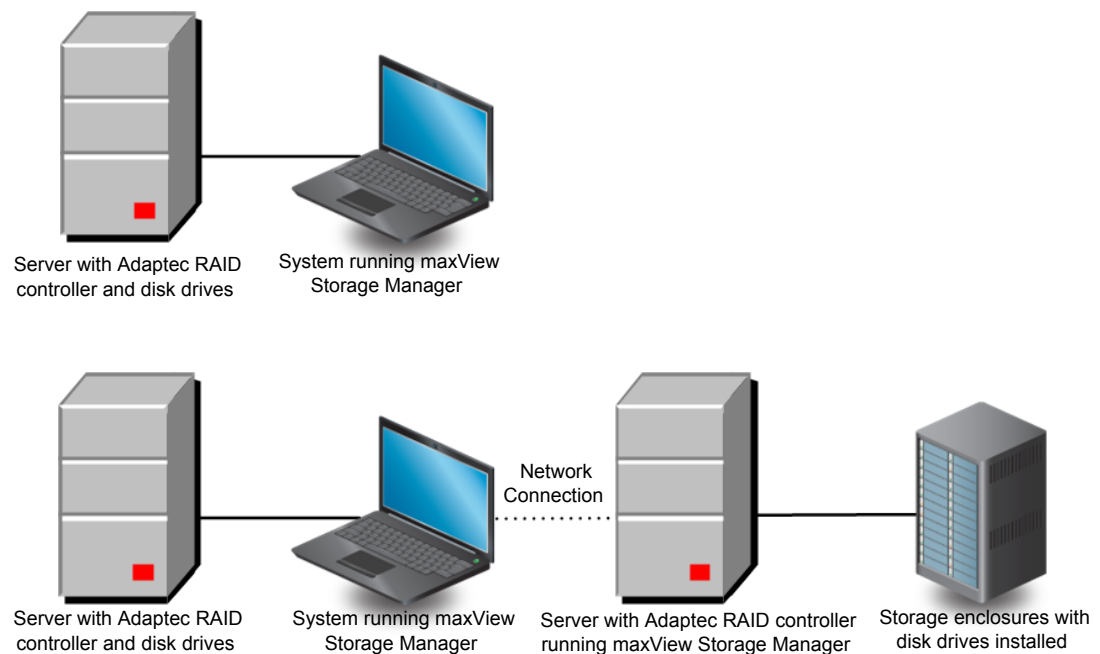 Server with Adaptec RAID
controller and disk drives
System running maxView
Storage Manager
Network
Connection
Server with Adaptec RAID
controller and disk drives
System running maxView
Storage Manager
Server with Adaptec RAID controller
running maxView Storage Manager
Storage enclosures with
disk drives installed